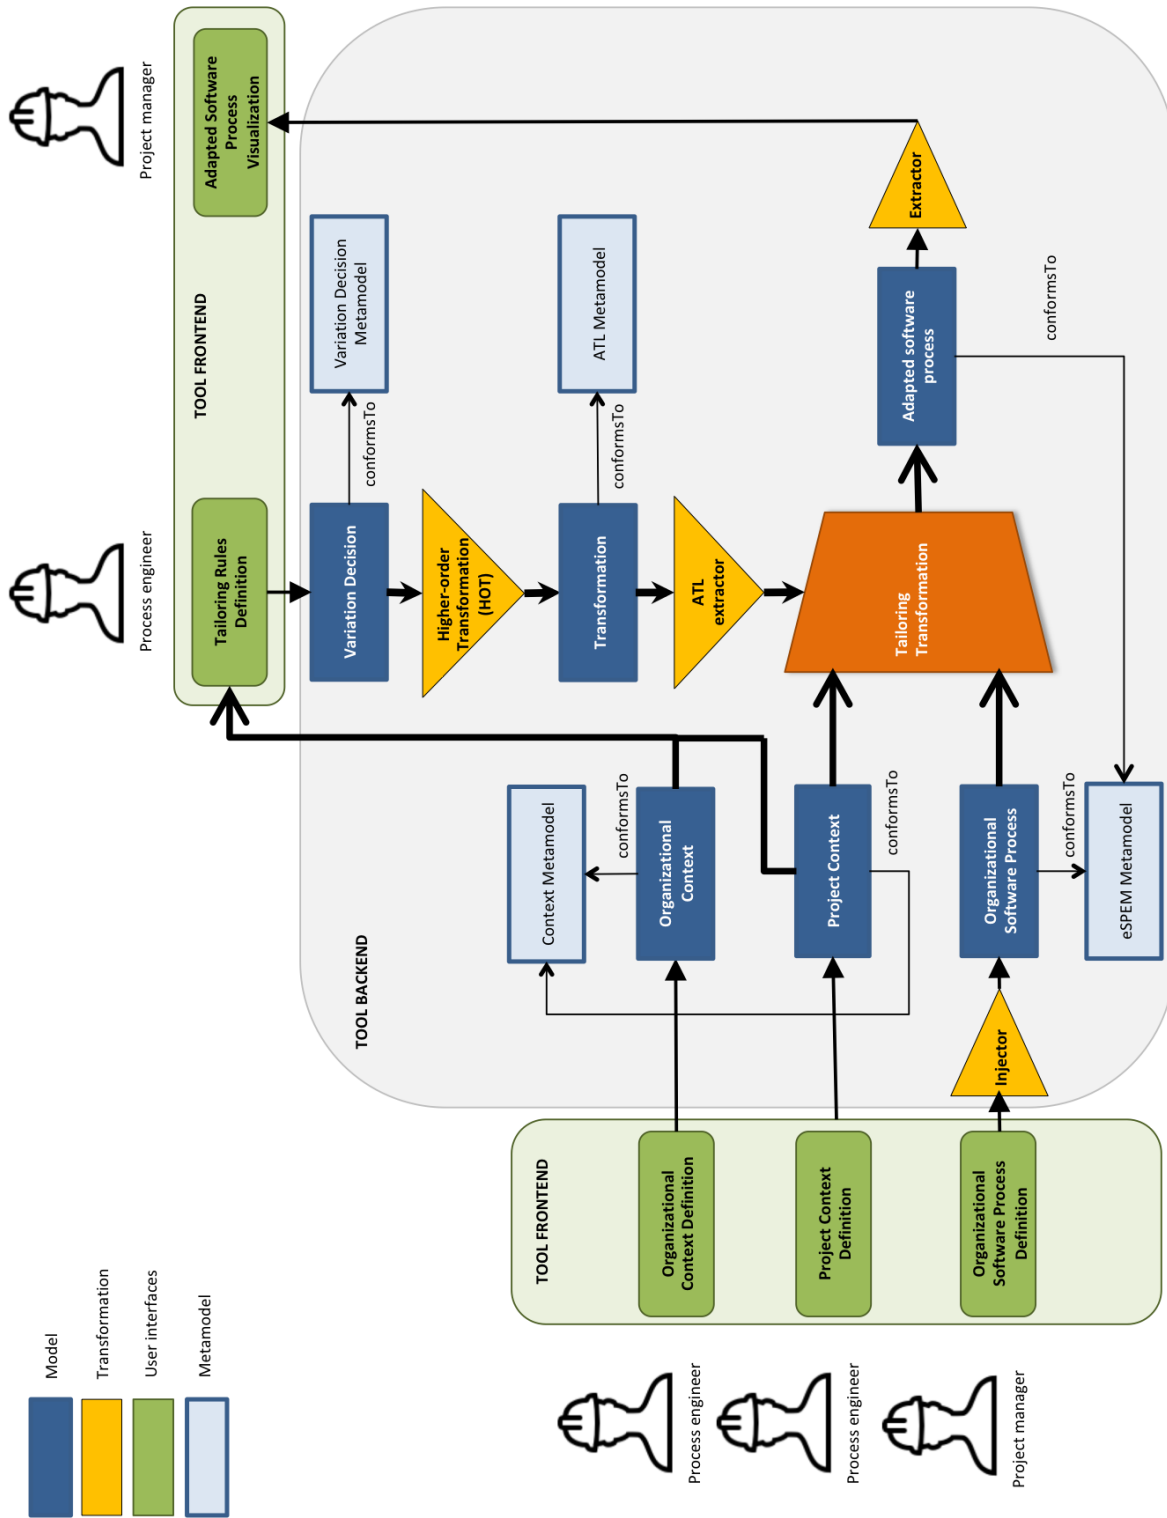 Model
Transformation
User interfaces
Metamodel
Process engineer
Project manager
TOOL FRONTEND
Tailoring Rules
Definition
Adapted Software
Process
Visualization
TOOL BACKEND
Variation Decision
conformsTo
Variation Decision
Metamodel
Higher-order
Transformation
(HOT)
Context Metamodel
Transformation
conformsTo
ATL Metamodel
conformsTo
ATL
extractor
TOOL FRONTEND
Process engineer
Organizational
Context Definition
Organizational
Context
Process engineer
Project Context
Definition
Project Context
conformsTo
Tailoring
Transformation
Adapted software
process
Extractor
conformsTo
Project manager
Organizational
Software Process
Definition
Injector
Organizational
Software Process
conformsTo
eSPEM Metamodel